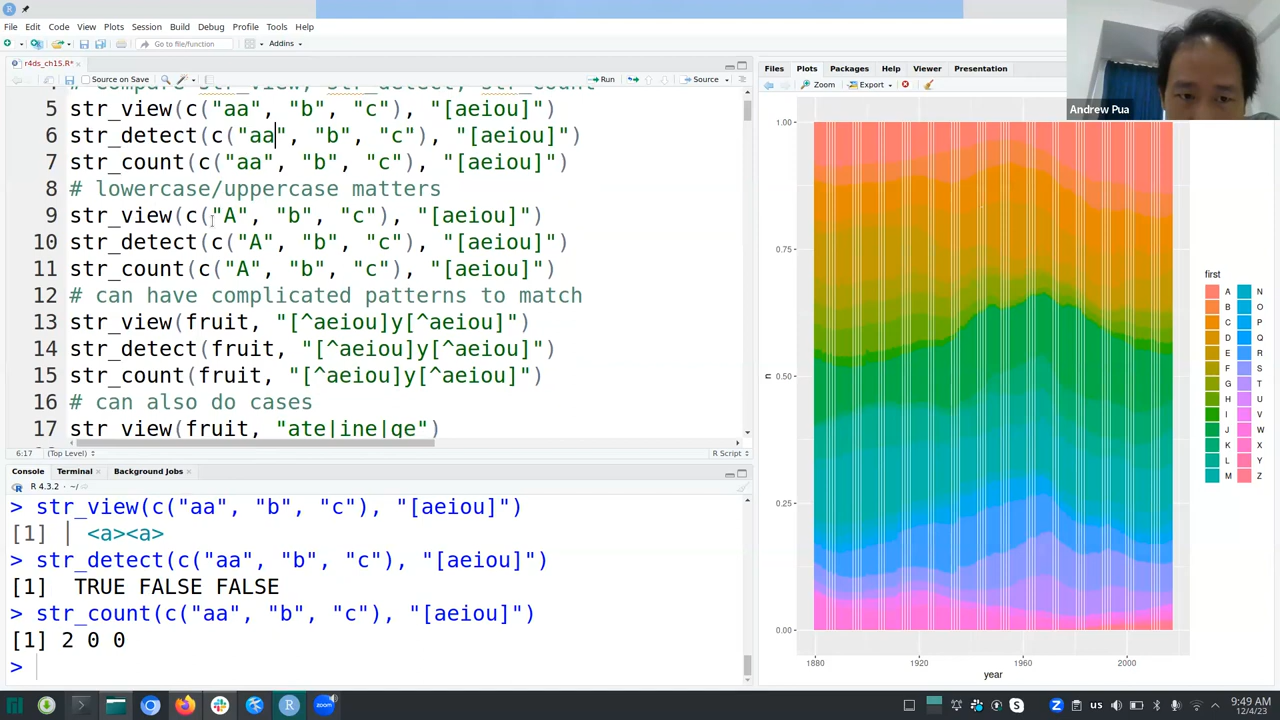 File Edit Code View Plots Session Build Debug Profile Tools Help
Go to file/function Addins
r4ds_ch15.R*
Source on Save Run Source
4 # compare str_view, str_detect, str_count
5 str_view(c("aa", "b", "c"), "[aeiou]")
6 str_detect(c("aa", "b", "c"), "[aeiou]")
7 str_count(c("aa", "b", "c"), "[aeiou]")
8 # lowercase/uppercase matters
9 str_view(c("A", "b", "c"), "[aeiou]")
10 str_detect(c("A", "b", "c"), "[aeiou]")
11 str_count(c("A", "b", "c"), "[aeiou]")
12 # can have complicated patterns to match
13 str_view(fruit, "[^aeiou]y[^aeiou]")
14 str_detect(fruit, "[^aeiou]y[^aeiou]")
15 str_count(fruit, "[^aeiou]y[^aeiou]")
16 # can also do cases
17 str_view(fruit, "ate|ine|ge")
6:17 (Top Level) R Script
Console Terminal Background Jobs
R 4.3.2 · ~/
> str_view(c("aa", "b", "c"), "[aeiou]")
[1] │ <a><a>
> str_detect(c("aa", "b", "c"), "[aeiou]")
[1] TRUE FALSE FALSE
> str_count(c("aa", "b", "c"), "[aeiou]")
[1] 2 0 0
>
Files Plots Packages Help Viewer Presentation
Zoom Export
Andrew Pua
1.00
0.75
0.50
0.25
0.00
n
1880 1920 1960 2000
year
first
A N
B O
C P
D Q
E R
F S
G T
H U
I V
J W
K X
L Y
M Z
zoom
us
9:49 AM
12/4/23